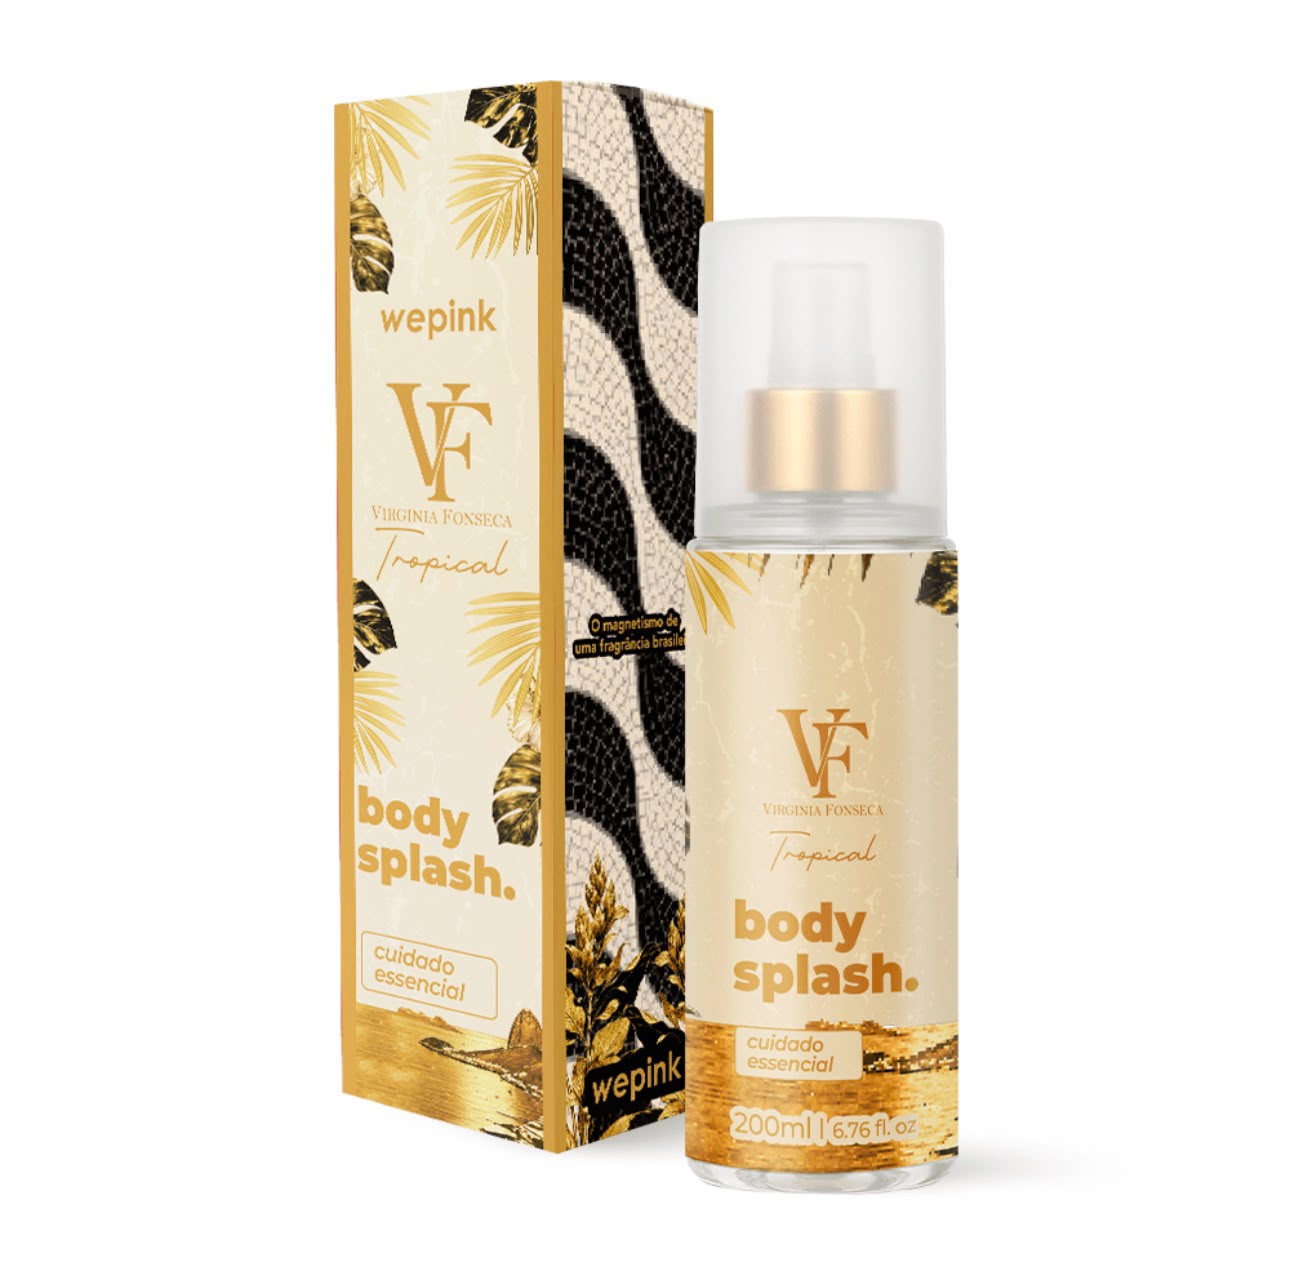 wepink
VF
VIRGINIA FONSECA
Tropical
body
splash.
cuidado
essencial
O magnetismo de
uma fragrância
wepink
VF
VIRGINIA FONSECA
Tropical
body
splash.
cuidado
essencial
200ml | 6.76 fl. oz